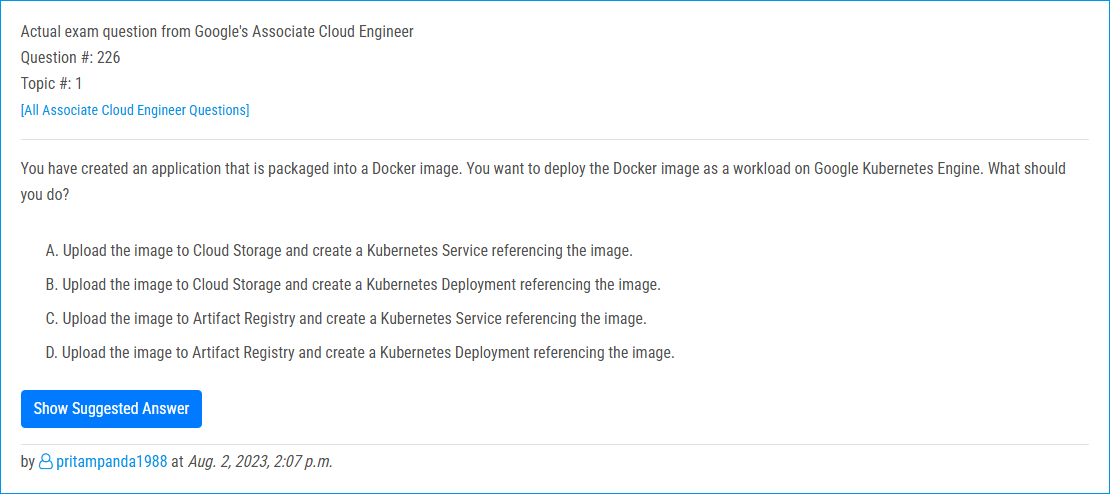 Actual exam question from Google's Associate Cloud Engineer
Question #: 226
Topic #: 1
[All Associate Cloud Engineer Questions]
You have created an application that is packaged into a Docker image. You want to deploy the Docker image as a workload on Google Kubernetes Engine. What should
you do?
A. Upload the image to Cloud Storage and create a Kubernetes Service referencing the image.
B. Upload the image to Cloud Storage and create a Kubernetes Deployment referencing the image.
C. Upload the image to Artifact Registry and create a Kubernetes Service referencing the image.
D. Upload the image to Artifact Registry and create a Kubernetes Deployment referencing the image.
Show Suggested Answer
by pritampanda1988 at Aug. 2, 2023, 2:07 p.m.